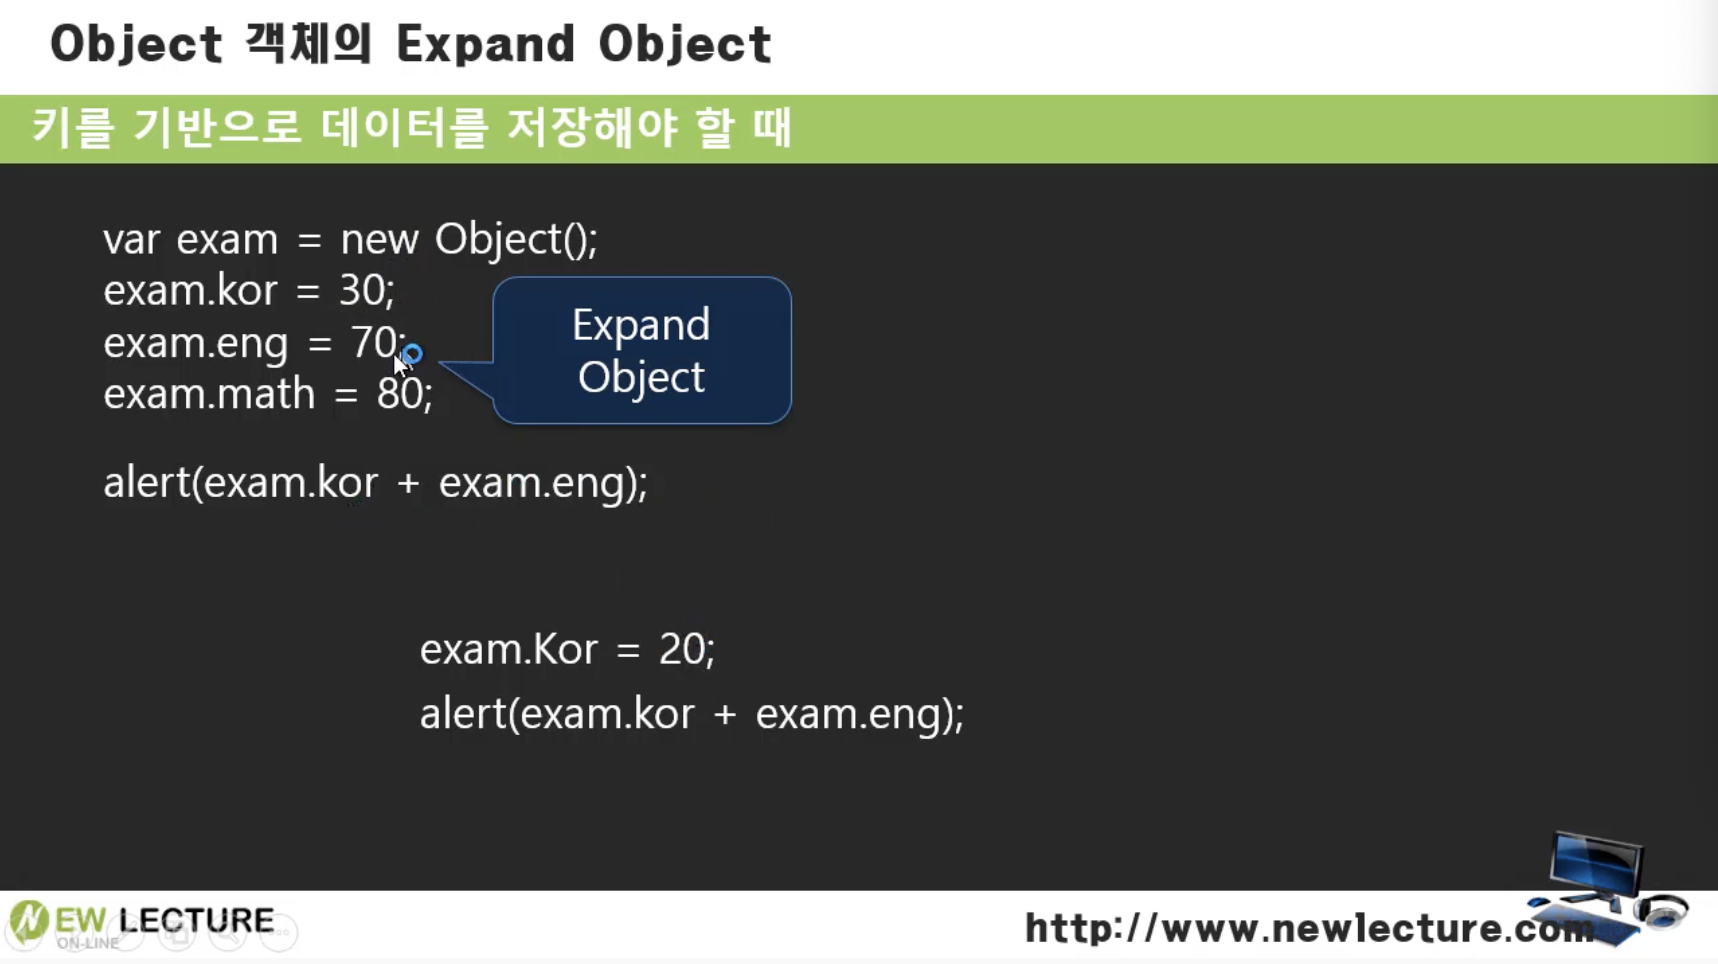 Object 객체의 Expand Object
키를 기반으로 데이터를 저장해야 할 때
var exam = new Object();
exam.kor = 30;
exam.eng = 70;
exam.math = 80;
Expand
Object
alert(exam.kor + exam.eng);
exam.Kor = 20;
alert(exam.kor + exam.eng);
NEW LECTURE
ON-LINE
http://www.newlecture.com